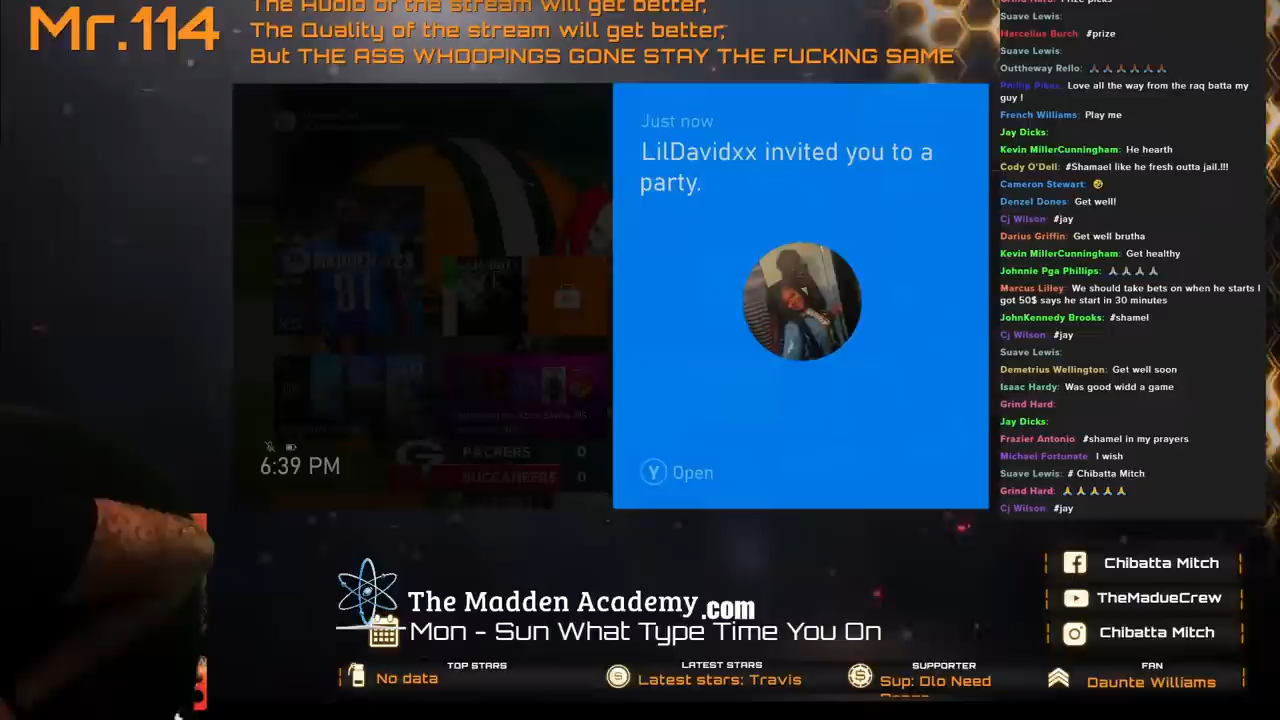 Mr.114
The Audio of the stream will get better,
The Quality of the stream will get better,
But THE ASS WHOOPINGS GONE STAY THE FUCKING SAME
Just now
LilDavidxx invited you to a
party.
Y Open
MADDEN 23
6:39 PM
PACKERS 0
BUCCANEERS 0
Suave Lewis:
Marcellus Burch #prize
Suave Lewis:
Outtheway Rello: 🙏🙏🙏🙏🙏🙏
Love all the way from the raq batta my
guy !
French Williams: Play me
Jay Dicks:
Kevin MillerCunningham: He hearth
Cody O'Dell: #Shamael like he fresh outta jail.!!!
Cameron Stewart: 🤣
Denzel Dones: Get well!
Cj Wilson: #jay
Darius Griffin: Get well brutha
Kevin MillerCunningham: Get healthy
Johnnie Pga Phillips: 🙏🙏🙏🙏
Marcus Lilley: We should take bets on when he starts I
got 50$ says he start in 30 minutes
JohnKennedy Brooks: #shamel
Cj Wilson: #jay
Suave Lewis:
Demetrius Wellington: Get well soon
Isaac Hardy: Was good widd a game
Grind Hard:
Jay Dicks:
Frazier Antonio #shamel in my prayers
Michael Fortunate I wish
Suave Lewis: # Chibatta Mitch
Grind Hard: 🙏🙏🙏🙏🙏
Cj Wilson: #jay
The Madden Academy.com
Mon - Sun What Type Time You On
Chibatta Mitch
TheMadueCrew
Chibatta Mitch
TOP STARS
No data
LATEST STARS
Latest stars: Travis
SUPPORTER
Sup: Dlo Need
FAN
Daunte Williams